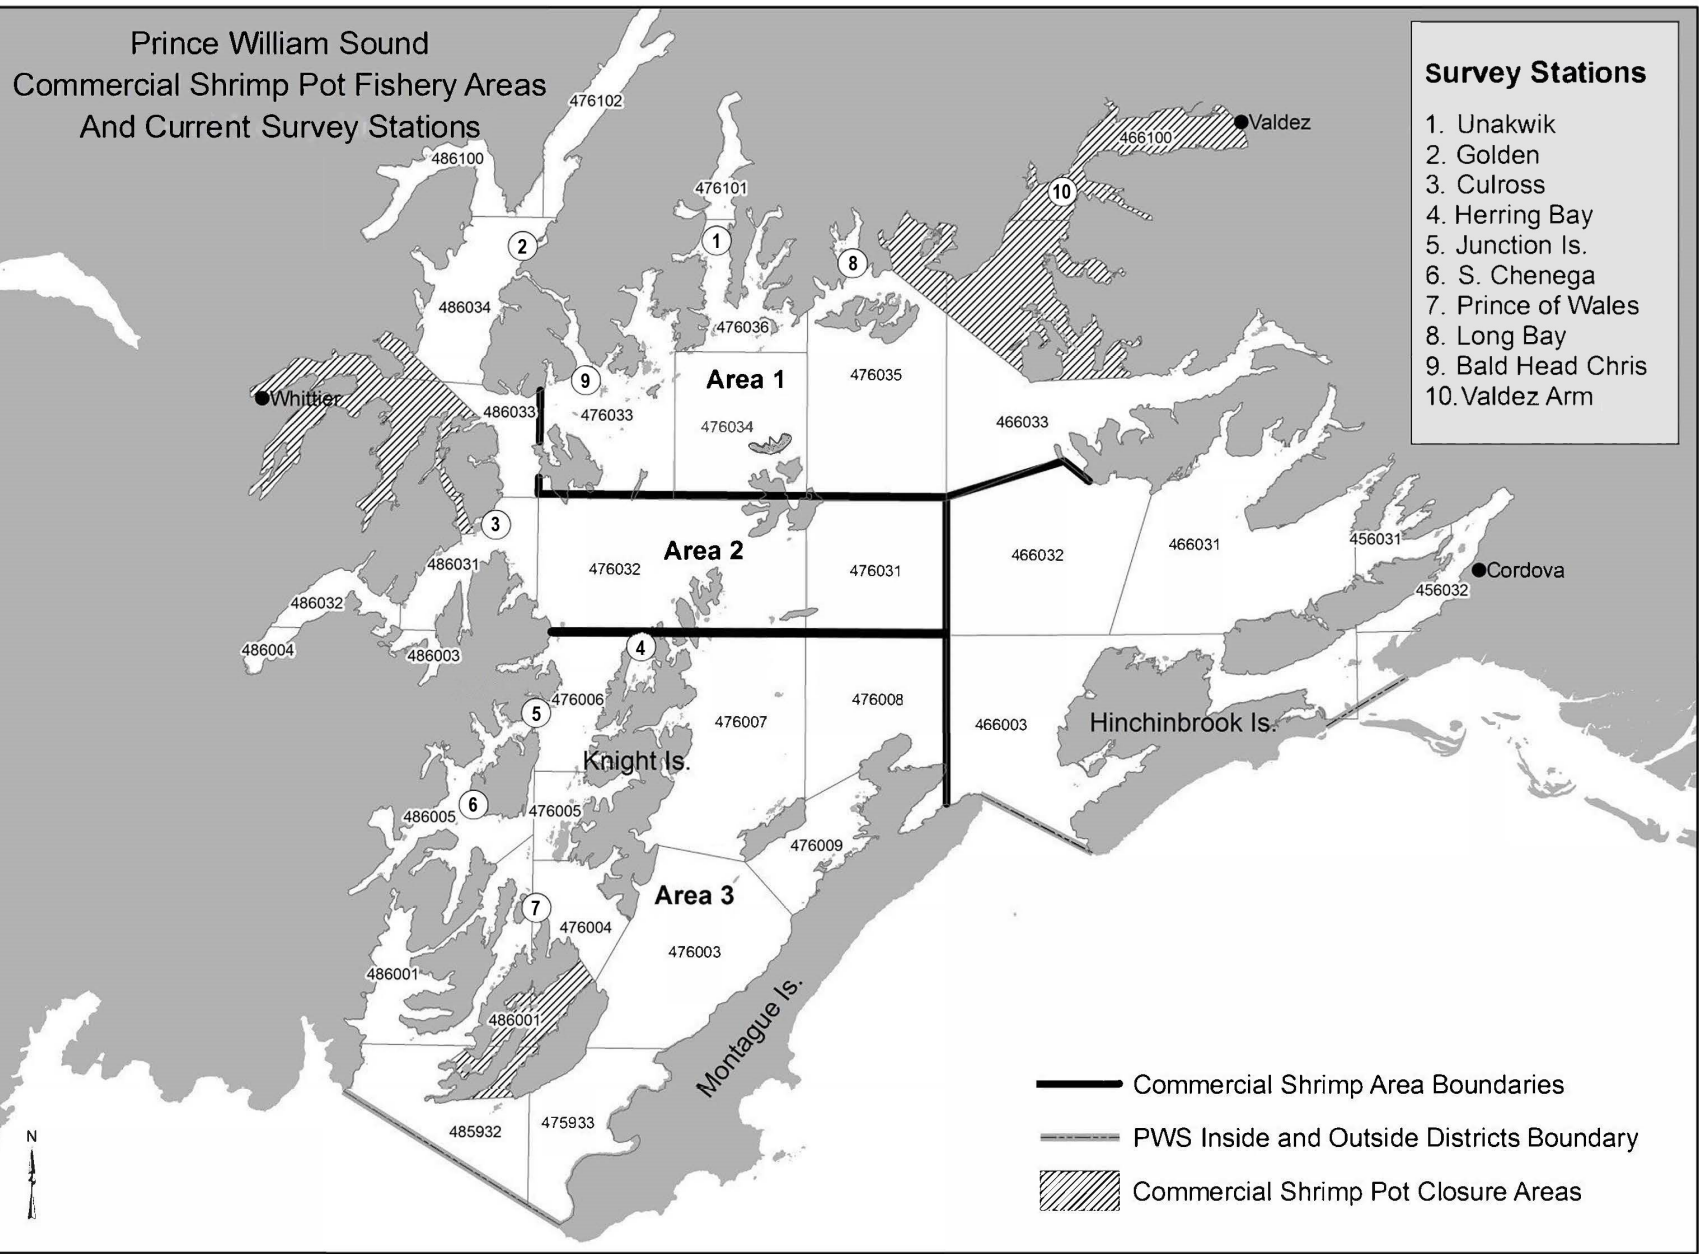 Prince William Sound
Commercial Shrimp Pot Fishery Areas
And Current Survey Stations
Survey Stations
1. Unakwik
2. Golden
3. Culross
4. Herring Bay
5. Junction Is.
6. S. Chenega
7. Prince of Wales
8. Long Bay
9. Bald Head Chris
10. Valdez Arm
476102
486100
476101
466100
Valdez
10
2
1
8
486034
476036
9
Area 1
476035
Whittier
486033
476033
476034
466033
3
Area 2
486031
476032
476031
466032
466031
456031
Cordova
456032
486032
486004
486003
4
476006
5
476007
476008
466003
Hinchinbrook Is.
Knight Is.
6
486005
476005
476009
Area 3
7
476004
476003
486001
486001
Montague Is.
485932
475933
N
Commercial Shrimp Area Boundaries
PWS Inside and Outside Districts Boundary
Commercial Shrimp Pot Closure Areas